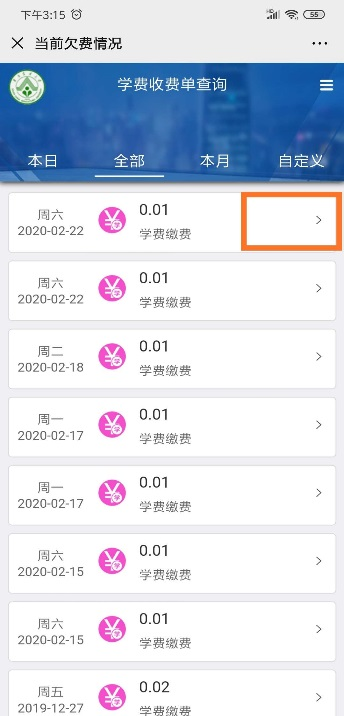 下午3:15
55
当前欠费情况
学费收费单查询
本日 全部 本月 自定义
周六
2020-02-22
0.01
学费缴费
周六
2020-02-22
0.01
学费缴费
周二
2020-02-18
0.01
学费缴费
周一
2020-02-17
0.01
学费缴费
周一
2020-02-17
0.01
学费缴费
周六
2020-02-15
0.01
学费缴费
周六
2020-02-15
0.01
学费缴费
周五
2019-12-27
0.02
学费缴费